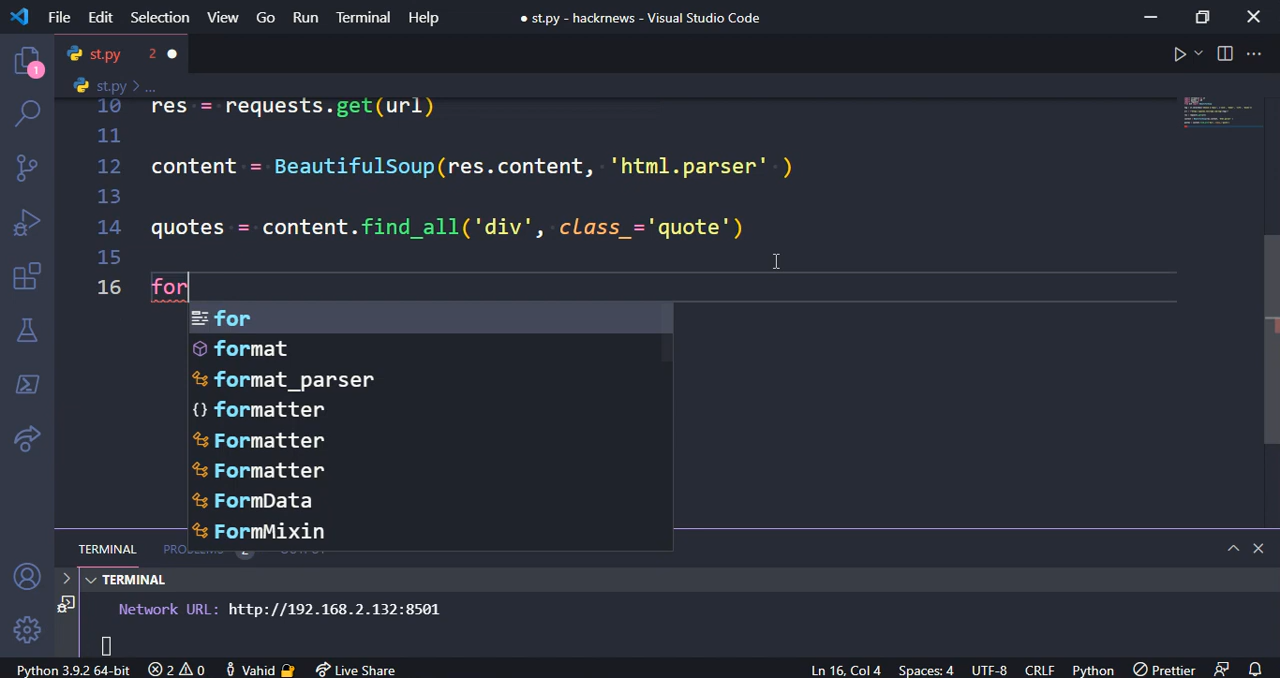 File Edit Selection View Go Run Terminal Help ● st.py - hackrnews - Visual Studio Code
st.py 2
1
st.py > ...
10 res = requests.get(url)
11
12 content = BeautifulSoup(res.content, 'html.parser' )
13
14 quotes = content.find_all('div', class_='quote')
15
16 for
for
format
format_parser
{} formatter
Formatter
Formatter
FormData
FormMixin
TERMINAL PROBLEMS 2
TERMINAL
Network URL: http://192.168.2.132:8501
Python 3.9.2 64-bit 2 0 Vahid Live Share Ln 16, Col 4 Spaces: 4 UTF-8 CRLF Python Prettier